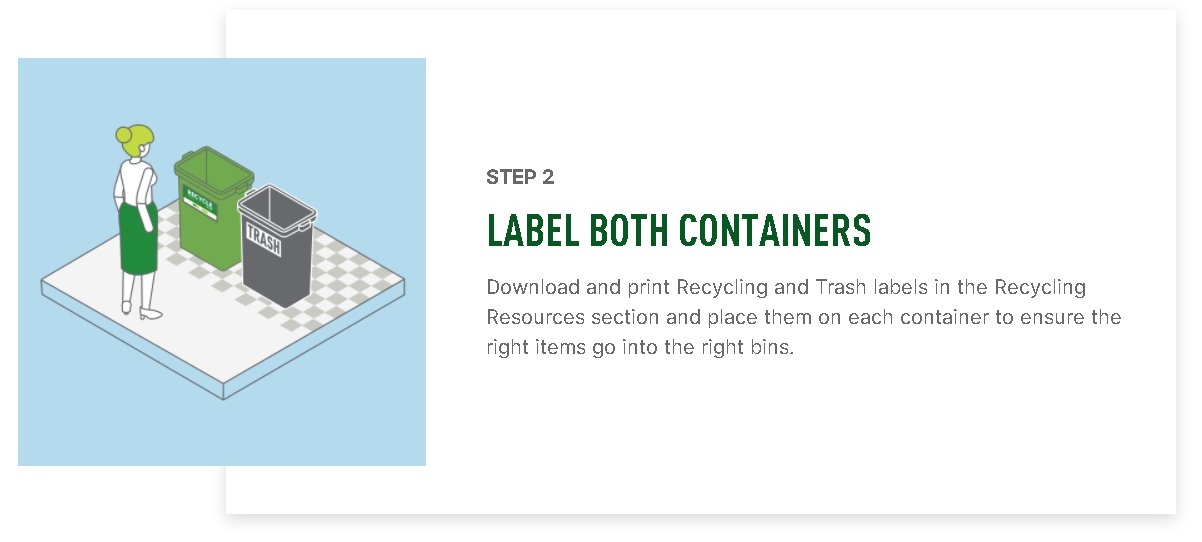 RECYCLE
TRASH
STEP 2
LABEL BOTH CONTAINERS
Download and print Recycling and Trash labels in the Recycling
Resources section and place them on each container to ensure the
right items go into the right bins.